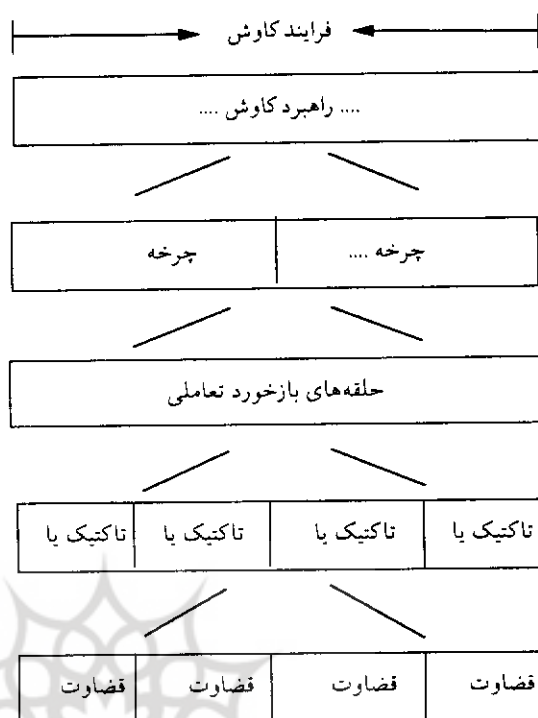 فرایند کاوش
.... راهبرد کاوش ....
چرخه .... چرخه
حلقه‌های بازخورد تعاملی
تاکتیک یا تاکتیک یا تاکتیک یا تاکتیک یا
قضاوت قضاوت قضاوت قضاوت